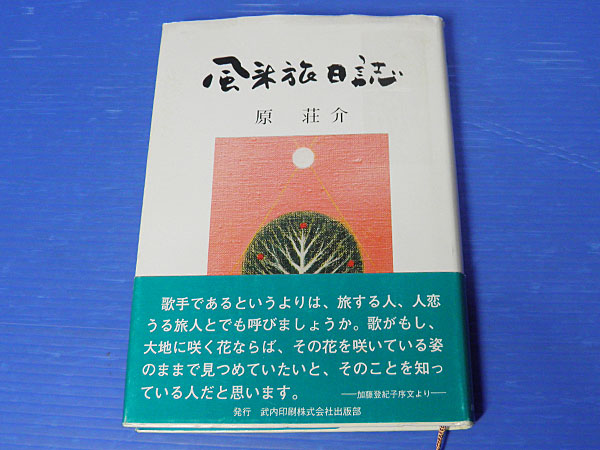 風来旅日誌
原 荘介
歌手であるというよりは、旅する人、人恋
うる旅人とでも呼びましょうか。歌がもし、
大地に咲く花ならば、その花を咲いている姿
のままで見つめていたいと、そのことを知っ
ている人だと思います。
──加藤登紀子序文より──
発行 武内印刷株式会社出版部